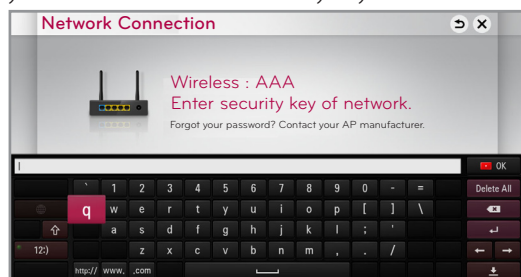 Network Connection
Wireless : AAA
Enter security key of network.
Forgot your password? Contact your AP manufacturer.
OK
` 1 2 3 4 5 6 7 8 9 0 - = Delete All
q w e r t y u i o p [ ] \
a s d f g h j k l ; '
12:) z x c v b n m , . /
http:// www. .com